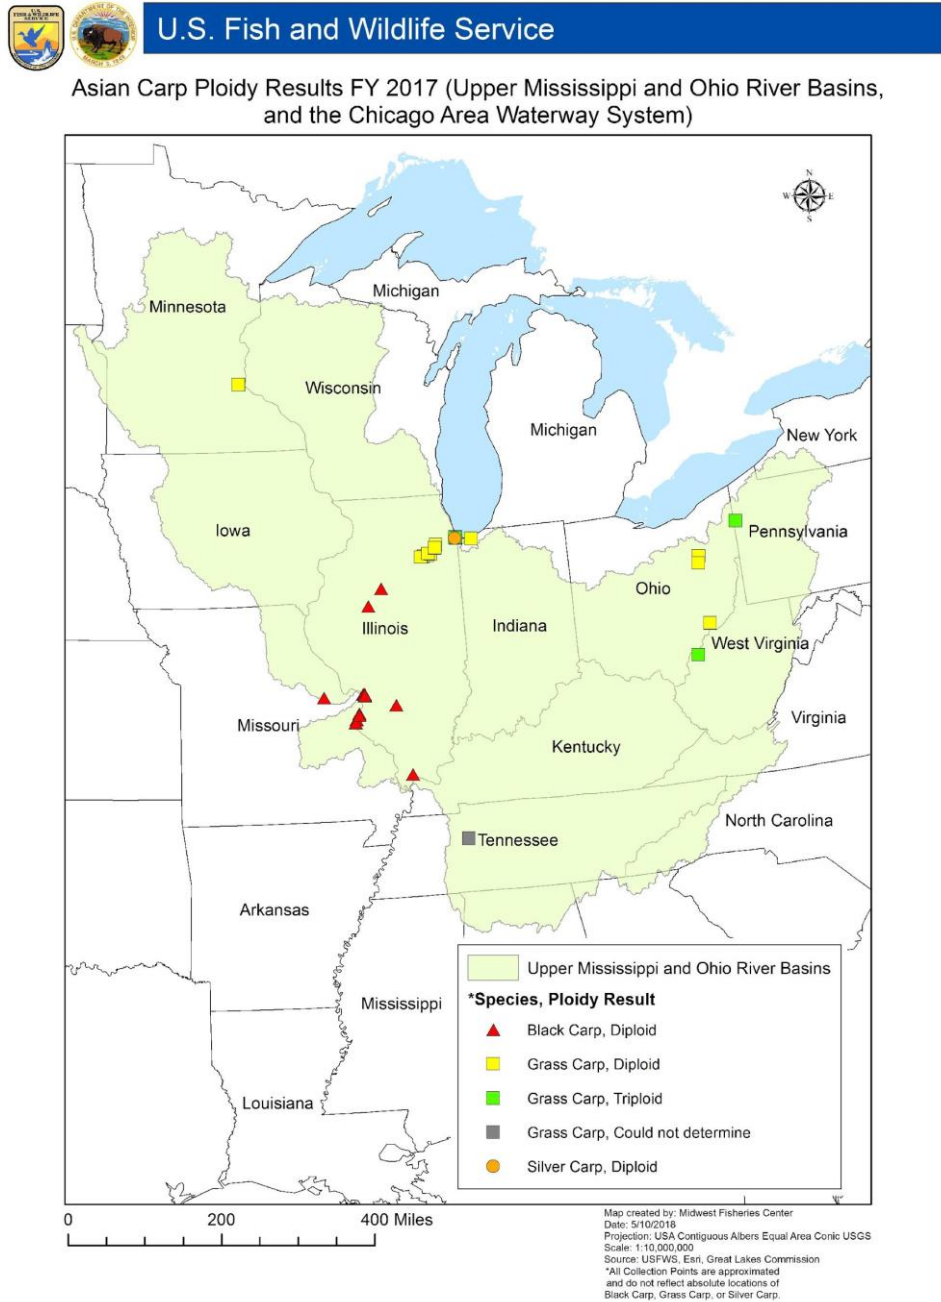 U.S.
FISH & WILDLIFE
SERVICE
U.S. Fish and Wildlife Service
Asian Carp Ploidy Results FY 2017 (Upper Mississippi and Ohio River Basins,
and the Chicago Area Waterway System)
N
W E
S
Michigan
Minnesota
Wisconsin
Michigan
New York
Iowa
Pennsylvania
Ohio
Illinois
Indiana
West Virginia
Missouri
Virginia
Kentucky
North Carolina
Tennessee
Arkansas
Mississippi
Louisiana
Upper Mississippi and Ohio River Basins
*Species, Ploidy Result
Black Carp, Diploid
Grass Carp, Diploid
Grass Carp, Triploid
Grass Carp, Could not determine
Silver Carp, Diploid
0 200 400 Miles
Map created by: Midwest Fisheries Center
Date: 5/10/2018
Projection: USA Contiguous Albers Equal Area Conic USGS
Scale: 1:10,000,000
Source: USFWS, Esri, Great Lakes Commission
*All Collection Points are approximated
and do not reflect absolute locations of
Black Carp, Grass Carp, or Silver Carp.